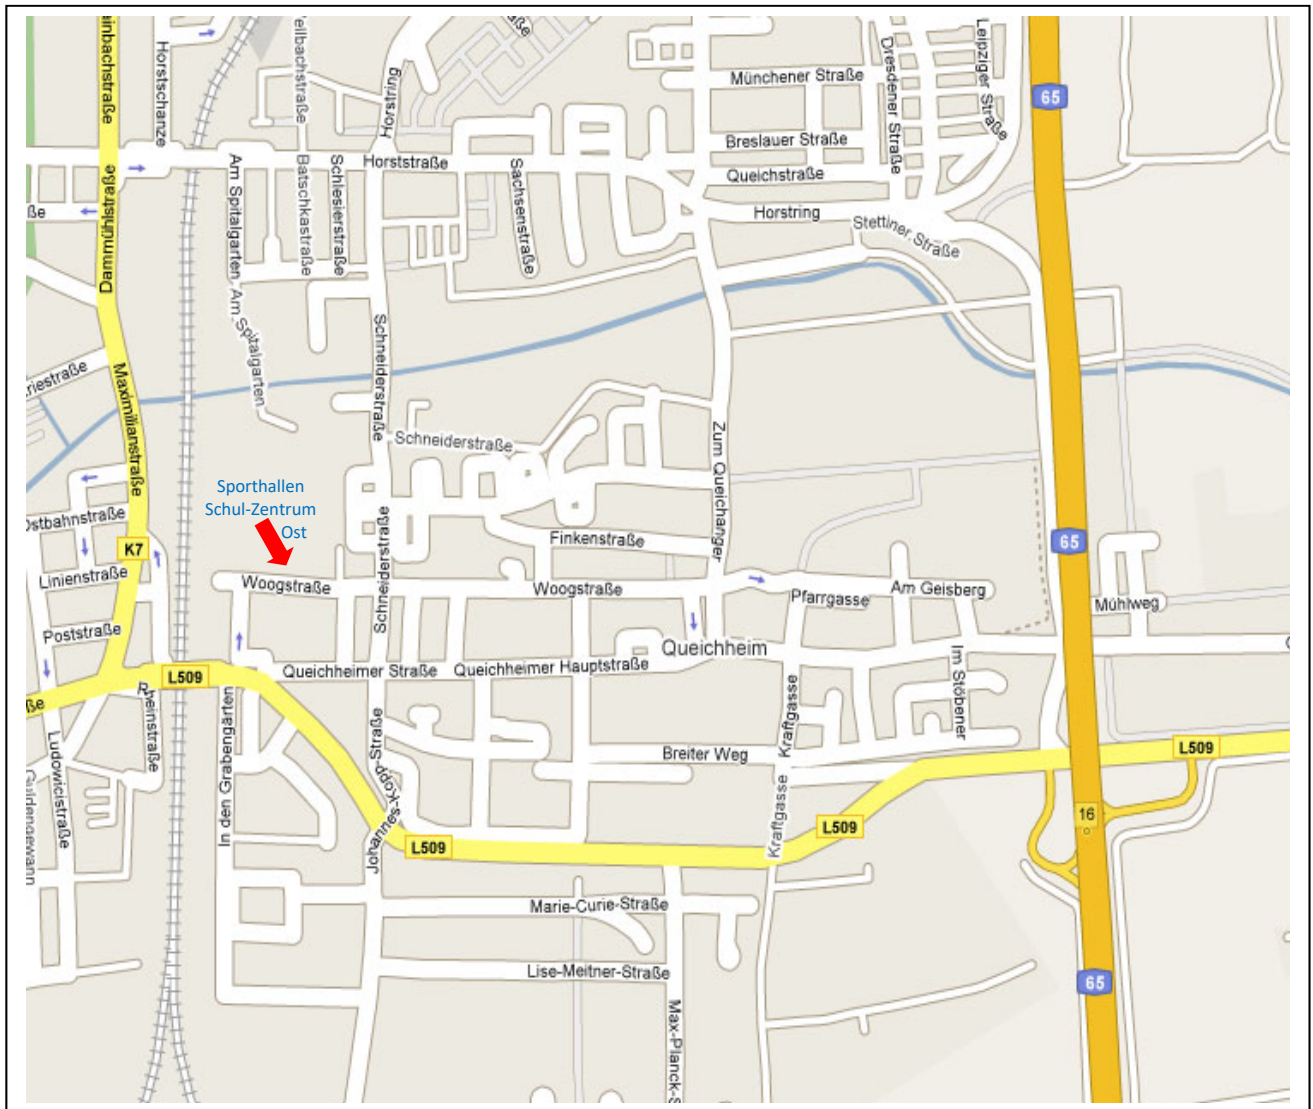 Horstschanze
Horstring
Münchener Straße
Dresdener Straße
Leipziger Straße
65
Breslauer Straße
Queichstraße
Horststraße
Am Spitalgarten
Batschkastraße
Schlesierstraße
Sachsenstraße
Horstring
Stettiner Straße
Dammühlstraße
Am Spitalgarten
Schneiderstraße
Maximilianstraße
Schneiderstraße
Zum Queichanger
Sporthallen
Schul-Zentrum
Ost
K7
Linienstraße
Schneiderstraße
Finkenstraße
65
Woogstraße
Woogstraße
Pfarrgasse
Am Geisberg
Mühlweg
Poststraße
Queichheim
Queichheimer Straße
Queichheimer Hauptstraße
L509
Rheinstraße
Im Stöbener
Kraftgasse
Breiter Weg
L509
Ludowicistraße
In den Grabengärten
Johannes-Kopp-Straße
Kraftgasse
16
L509
L509
Marie-Curie-Straße
Lise-Meitner-Straße
65
Max-Planck-S